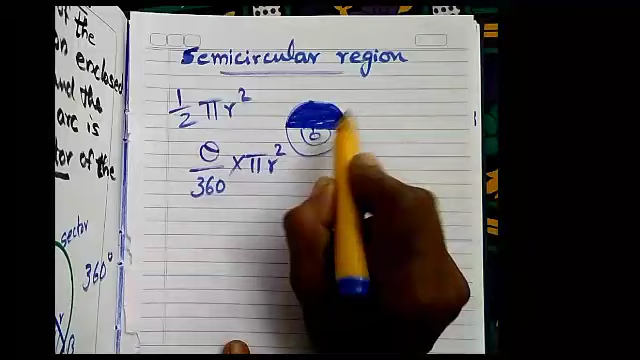 of the
on enclosed
and the
arc is
tor of the
sector
360°
Semicircular region
1/2 πr²
θ/360 × πr²